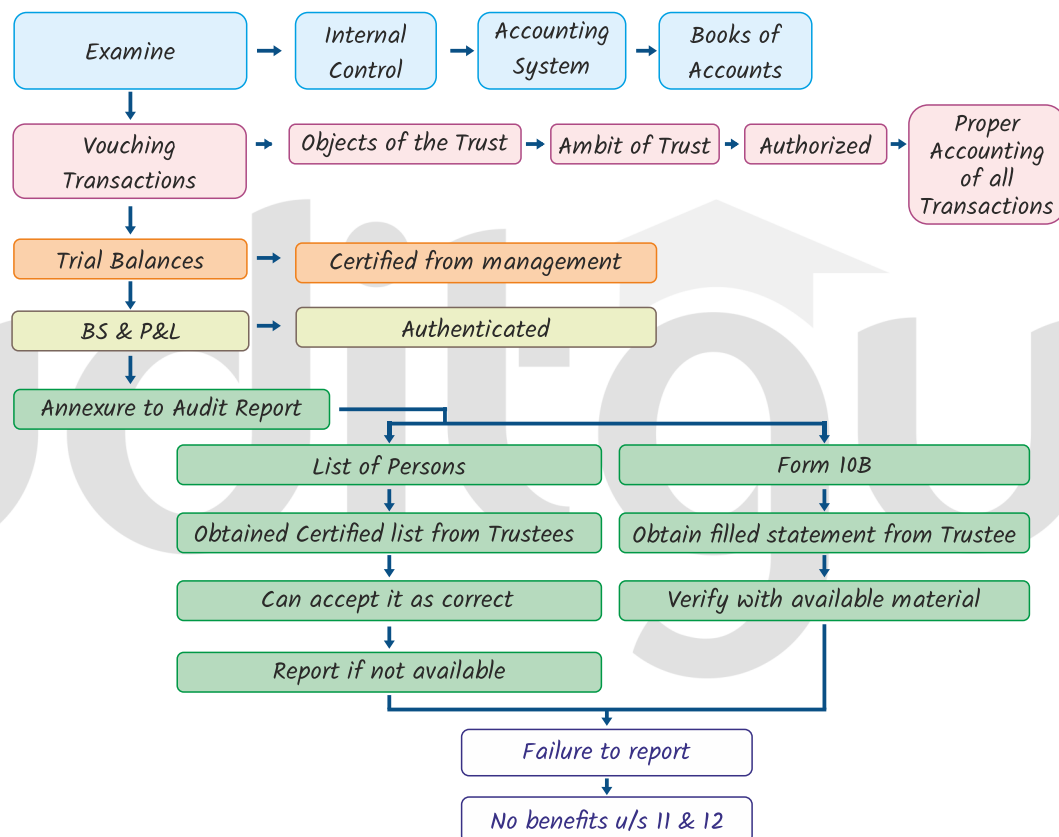 Examine
Internal
Control
Accounting
System
Books of
Accounts
Vouching
Transactions
Objects of the Trust
Ambit of Trust
Authorized
Proper
Accounting
of all
Transactions
Trial Balances
Certified from management
BS & P&L
Authenticated
Annexure to Audit Report
List of Persons
Form 10B
Obtained Certified list from Trustees
Obtain filled statement from Trustee
Can accept it as correct
Verify with available material
Report if not available
Failure to report
No benefits u/s 11 & 12